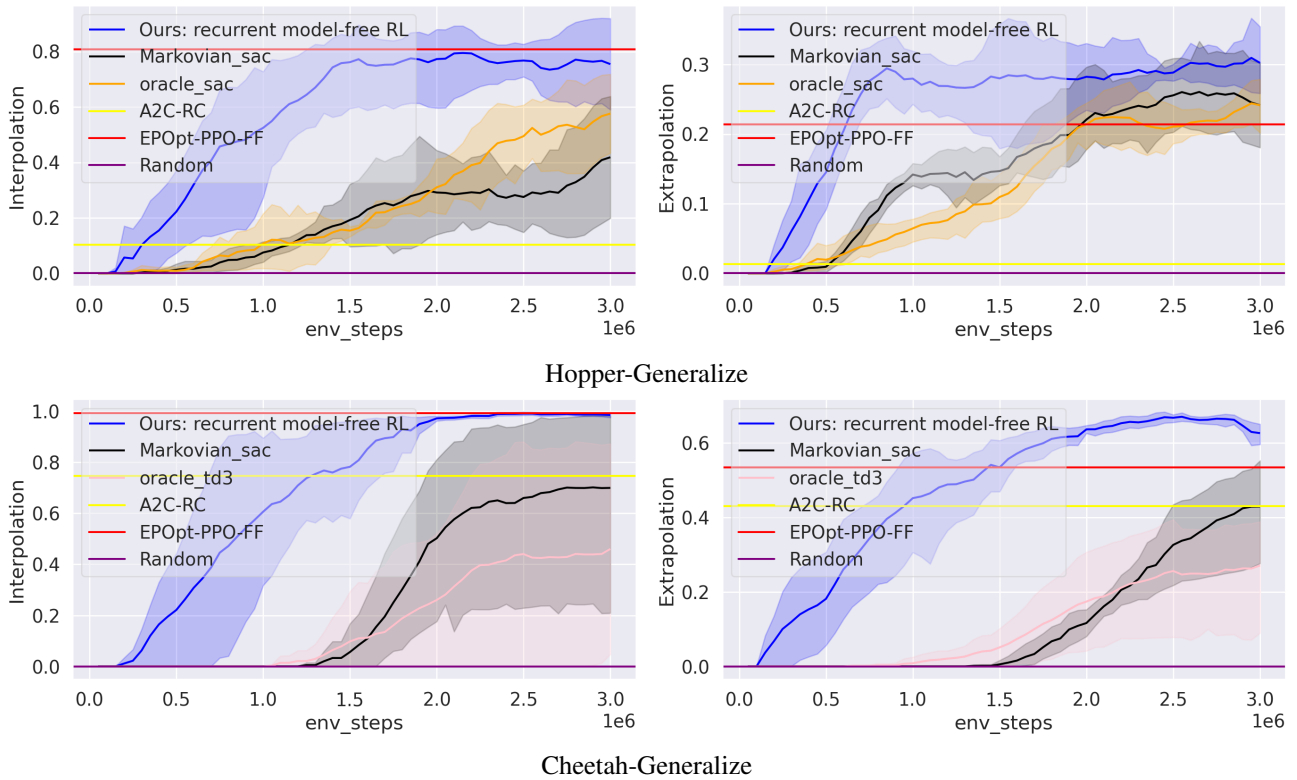 Interpolation
0.8
0.6
0.4
0.2
0.0
Ours: recurrent model-free RL
Markovian_sac
oracle_sac
A2C-RC
EPOpt-PPO-FF
Random
0.0 0.5 1.0 1.5 2.0 2.5 3.0
env_steps
1e6
Extrapolation
0.3
0.2
0.1
0.0
Ours: recurrent model-free RL
Markovian_sac
oracle_sac
A2C-RC
EPOpt-PPO-FF
Random
0.0 0.5 1.0 1.5 2.0 2.5 3.0
env_steps
1e6
Hopper-Generalize
Interpolation
1.0
0.8
0.6
0.4
0.2
0.0
Ours: recurrent model-free RL
Markovian_sac
oracle_td3
A2C-RC
EPOpt-PPO-FF
Random
0.0 0.5 1.0 1.5 2.0 2.5 3.0
env_steps
1e6
Extrapolation
0.6
0.4
0.2
0.0
Ours: recurrent model-free RL
Markovian_sac
oracle_td3
A2C-RC
EPOpt-PPO-FF
Random
0.0 0.5 1.0 1.5 2.0 2.5 3.0
env_steps
1e6
Cheetah-Generalize